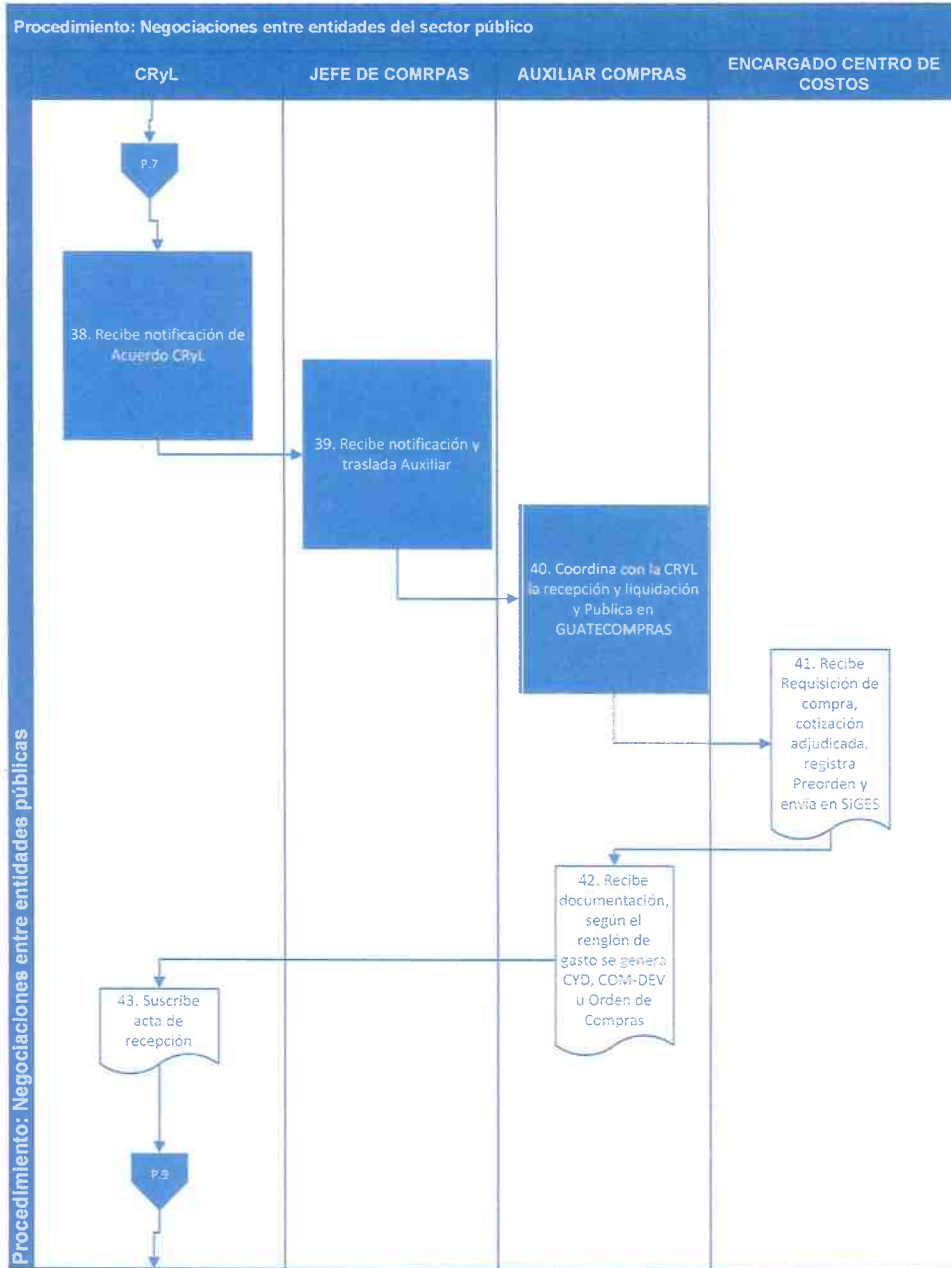 Procedimiento: Negociaciones entre entidades del sector público
CRyL
JEFE DE COMRPAS
AUXILIAR COMPRAS
ENCARGADO CENTRO DE
COSTOS
Procedimiento: Negociaciones entre entidades públicas
P.7
38. Recibe notificación de
Acuerdo CRyL
39. Recibe notificación y
traslada Auxiliar
40. Coordina con la CRYL
la recepción y liquidación
y Publica en
GUATECOMPRAS
41. Recibe
Requisición de
compra,
cotización
adjudicada,
registra
Preorden y
envía en SIGES
42. Recibe
documentación,
según el
renglón de
gasto se genera
CYD, COM-DEV
u Orden de
Compras
43. Suscribe
acta de
recepción
P.9